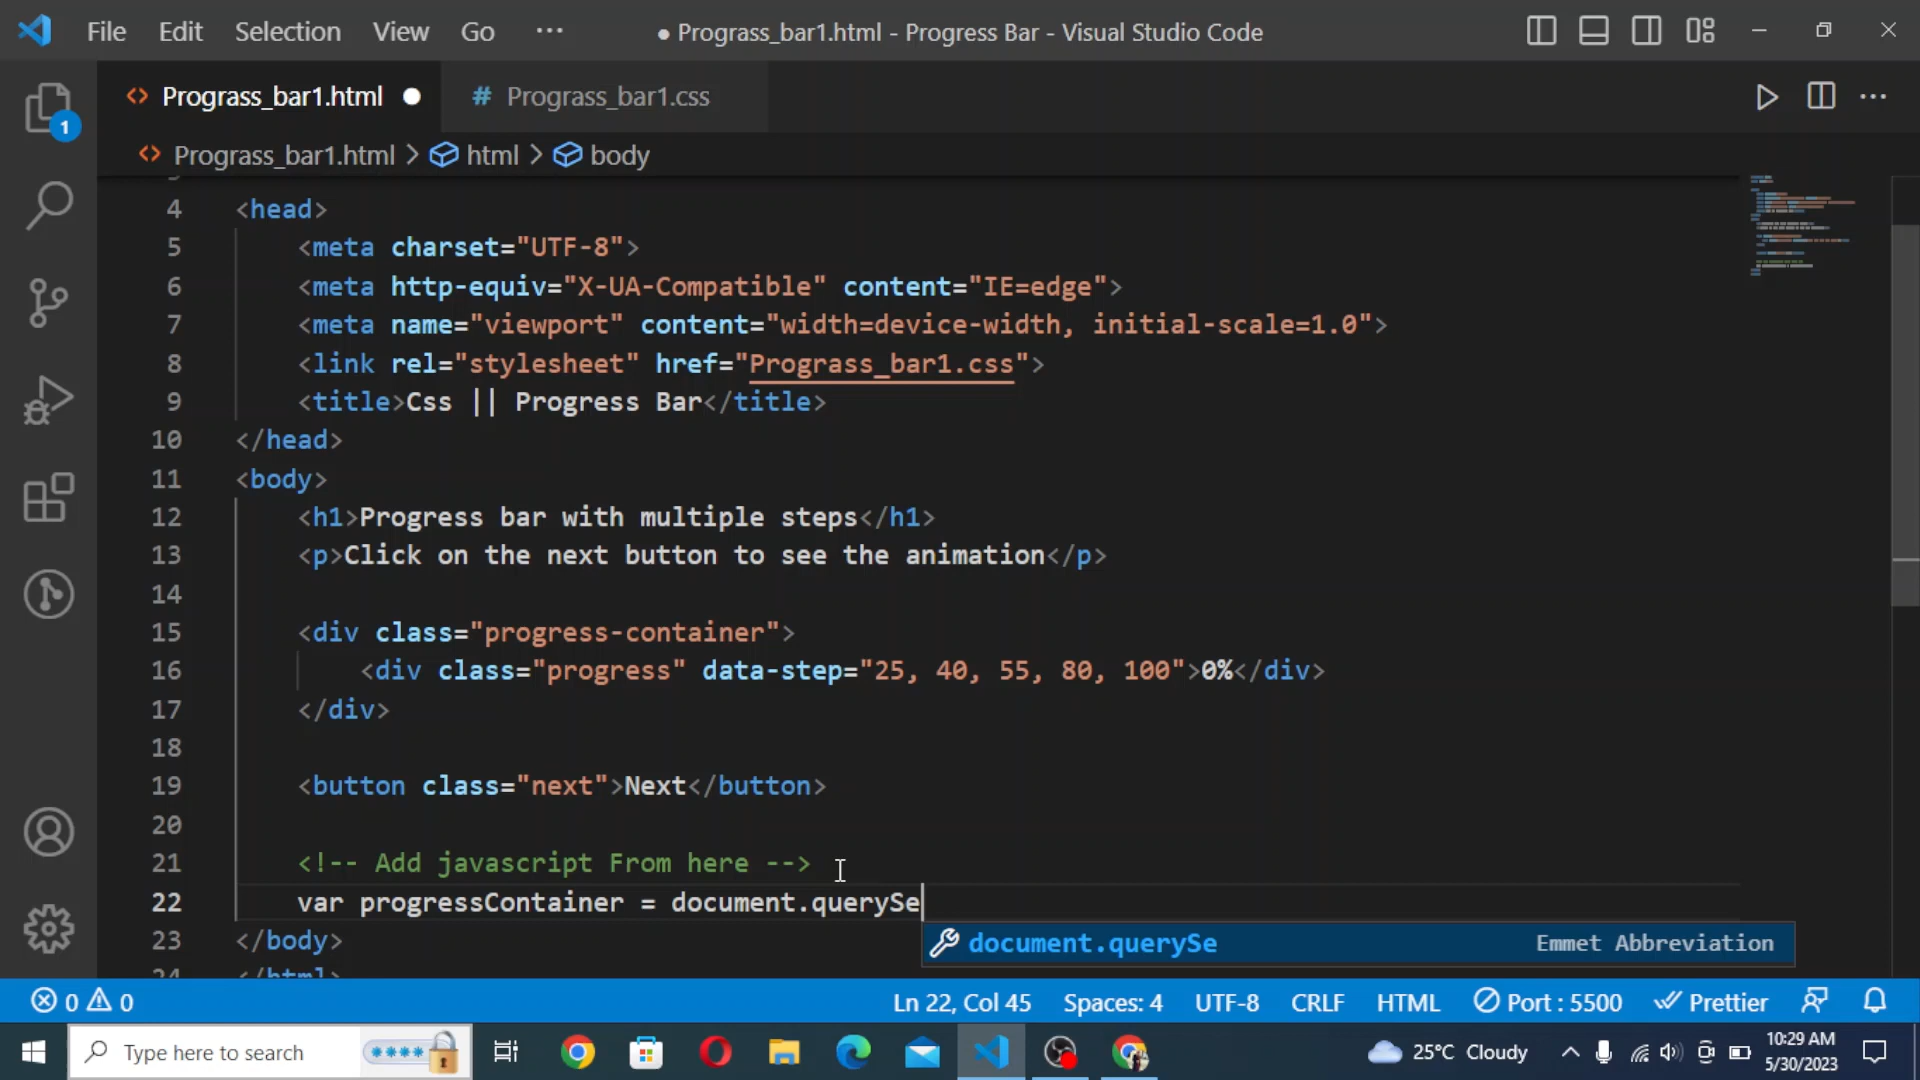 File Edit Selection View Go ··· ● Prograss_bar1.html - Progress Bar - Visual Studio Code
<> Prograss_bar1.html ● # Prograss_bar1.css
1
<> Prograss_bar1.html > html > body
4 <head>
5 <meta charset="UTF-8">
6 <meta http-equiv="X-UA-Compatible" content="IE=edge">
7 <meta name="viewport" content="width=device-width, initial-scale=1.0">
8 <link rel="stylesheet" href="Prograss_bar1.css">
9 <title>Css || Progress Bar</title>
10 </head>
11 <body>
12 <h1>Progress bar with multiple steps</h1>
13 <p>Click on the next button to see the animation</p>
14
15 <div class="progress-container">
16 <div class="progress" data-step="25, 40, 55, 80, 100">0%</div>
17 </div>
18
19 <button class="next">Next</button>
20
21 <!-- Add javascript From here -->
22 var progressContainer = document.querySe
23 </body>
document.querySe Emmet Abbreviation
24 </html>
0 0 Ln 22, Col 45 Spaces: 4 UTF-8 CRLF HTML Port : 5500 Prettier
Type here to search 25°C Cloudy 10:29 AM
5/30/2023